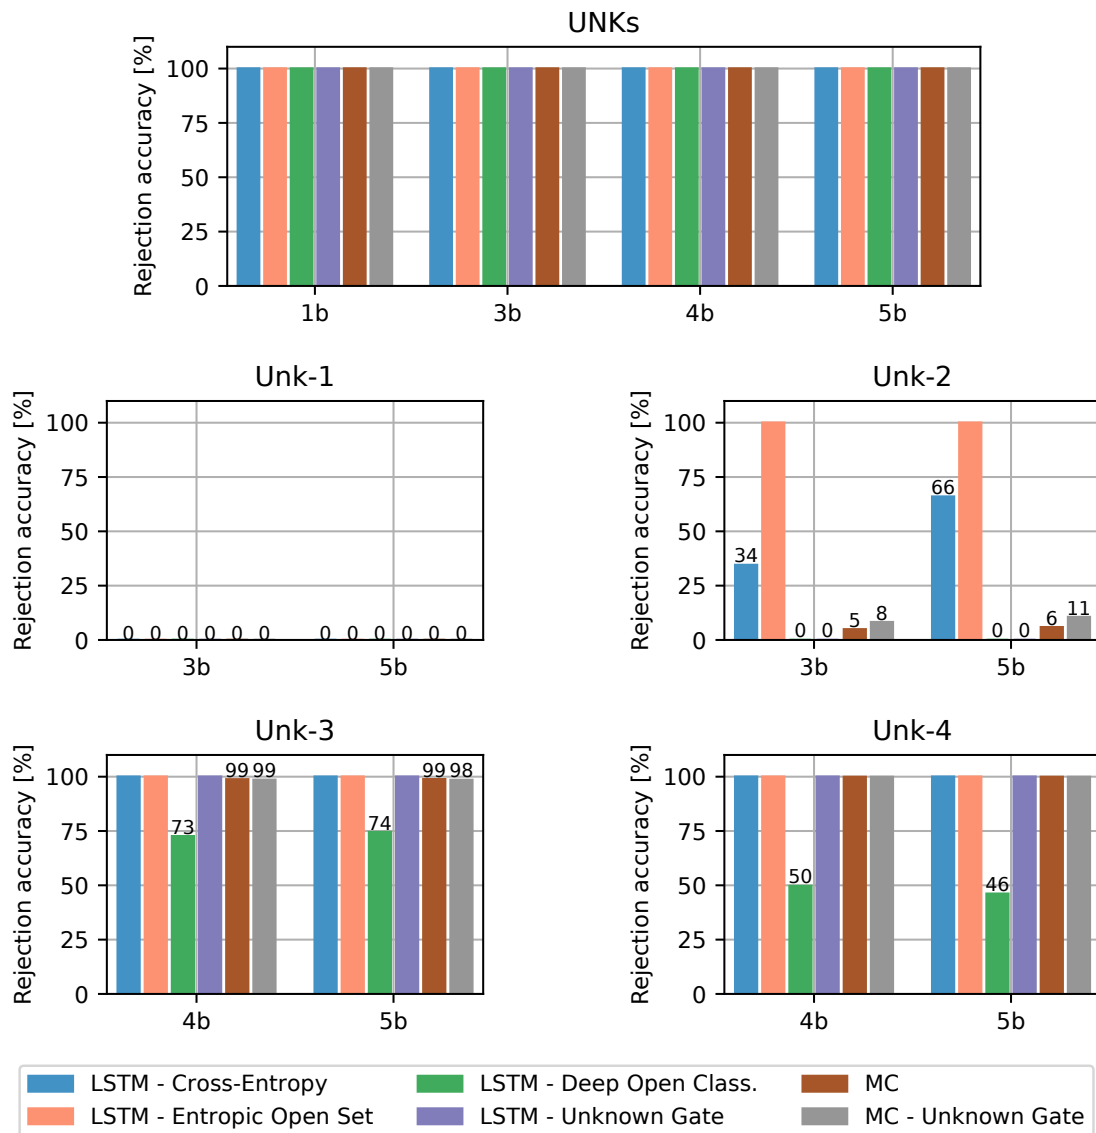 UNKs
Rejection accuracy [%]
100
75
50
25
0
1b 3b 4b 5b
Unk-1
Rejection accuracy [%]
100
75
50
25
0
0 0 0 0 0 0 0 0 0 0 0 0
3b 5b
Unk-2
Rejection accuracy [%]
100
75
50
25
0
34 0 0 5 8 66 0 0 6 11
3b 5b
Unk-3
Rejection accuracy [%]
100
75
50
25
0
73 99 99 74 99 98
4b 5b
Unk-4
Rejection accuracy [%]
100
75
50
25
0
50 46
4b 5b
LSTM - Cross-Entropy LSTM - Deep Open Class. MC
LSTM - Entropic Open Set LSTM - Unknown Gate MC - Unknown Gate